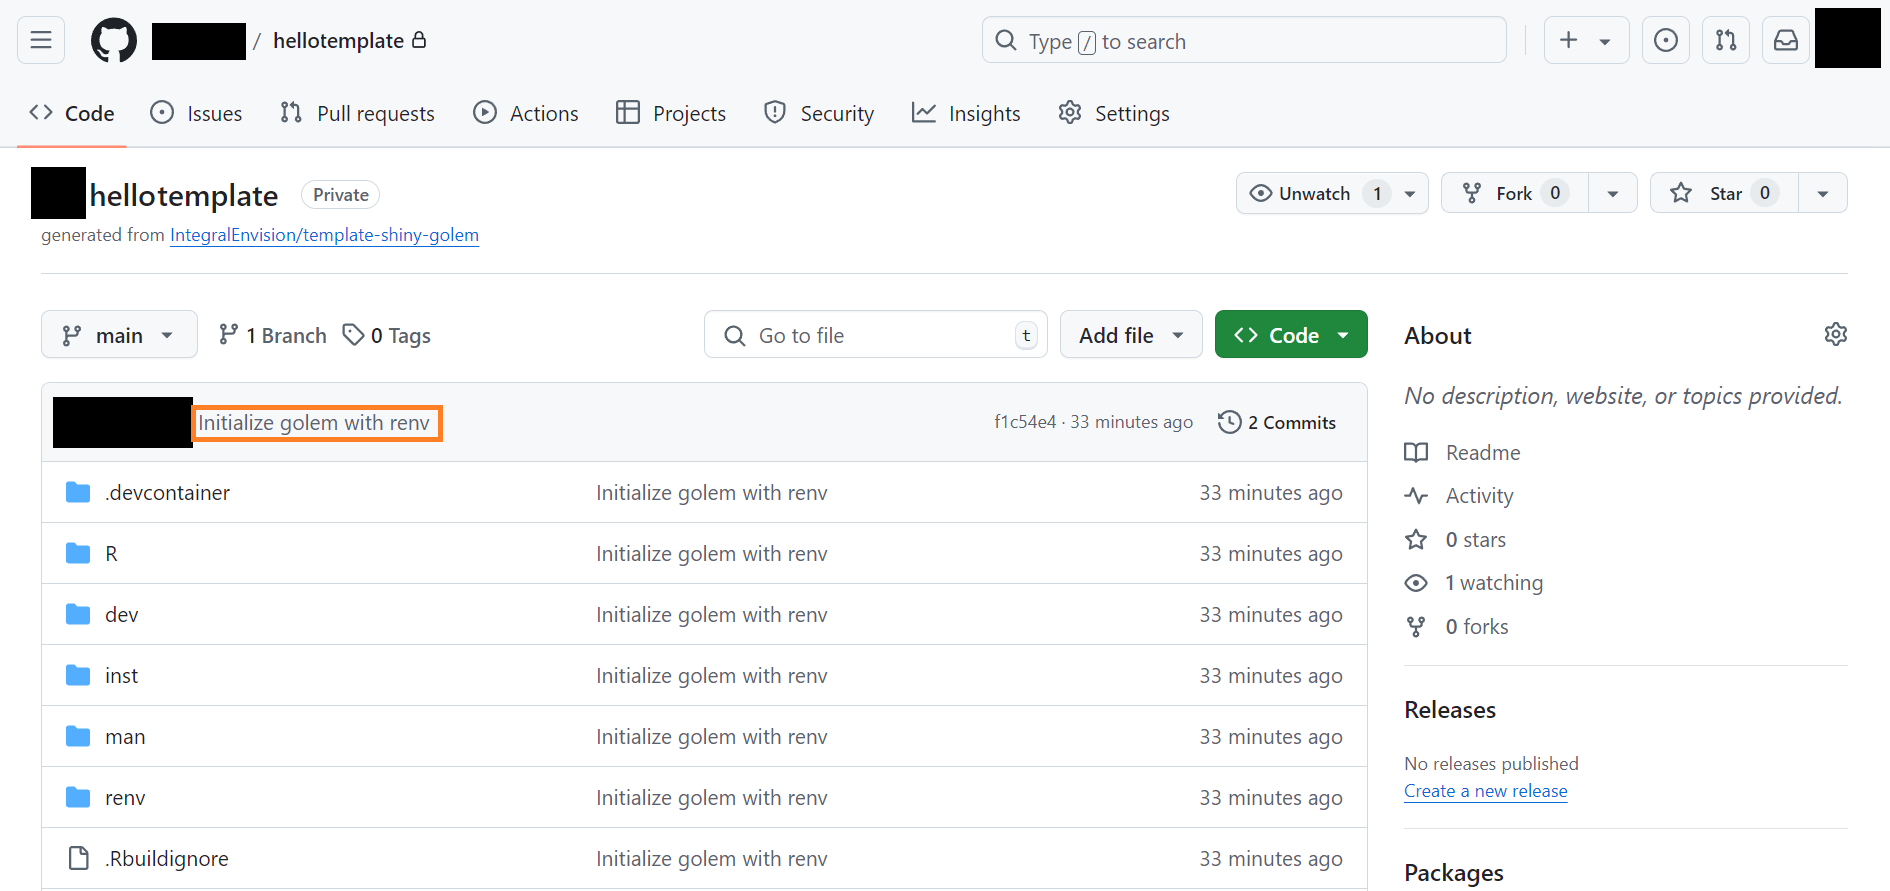 / hellotemplate
Type / to search
Code
Issues
Pull requests
Actions
Projects
Security
Insights
Settings
hellotemplate Private
Unwatch 1
Fork 0
Star 0
generated from IntegralEnvision/template-shiny-golem
main
1 Branch
0 Tags
Go to file t
Add file
Code
Initialize golem with renv
f1c54e4 · 33 minutes ago
2 Commits
.devcontainer Initialize golem with renv 33 minutes ago
R Initialize golem with renv 33 minutes ago
dev Initialize golem with renv 33 minutes ago
inst Initialize golem with renv 33 minutes ago
man Initialize golem with renv 33 minutes ago
renv Initialize golem with renv 33 minutes ago
.Rbuildignore Initialize golem with renv 33 minutes ago
About
No description, website, or topics provided.
Readme
Activity
0 stars
1 watching
0 forks
Releases
No releases published
Create a new release
Packages